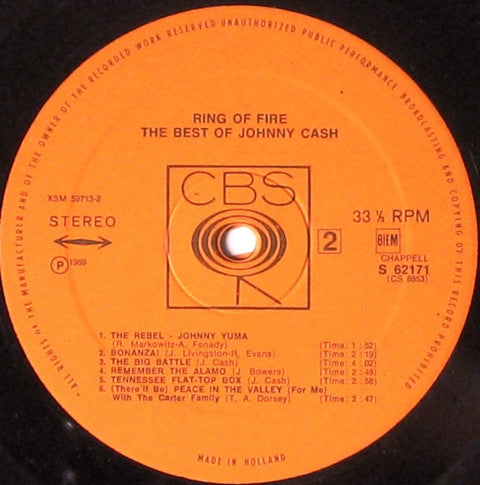 "ALL RIGHTS OF THE MANUFACTURER AND OF THE OWNER OF THE RECORDED WORK RESERVED UNAUTHORIZED PUBLIC PERFORMANCE BROADCASTING AND COPYING OF THIS RECORD PROHIBITED
RING OF FIRE
THE BEST OF JOHNNY CASH
CBS
XSM 59713-2
STEREO
℗ 1969
33 ⅓ RPM
2 BIEM
CHAPPELL
S 62171
(CS 8853)
1. THE REBEL - JOHNNY YUMA
(R. Markowitz-A. Fenady) (Time: 1 : 52)
2. BONANZA! (J. Livingston-R. Evans) (Time: 2 : 19)
3. THE BIG BATTLE (J. Cash) (Time: 4 : 02)
4. REMEMBER THE ALAMO (J. Bowers) (Time: 2 : 48)
5. TENNESSEE FLAT-TOP BOX (J. Cash) (Time: 2 : 58)
6. (There'll Be) PEACE IN THE VALLEY (For Me)
With The Carter Family (T. A. Dorsey) (Time: 2 : 47)
MADE IN HOLLAND